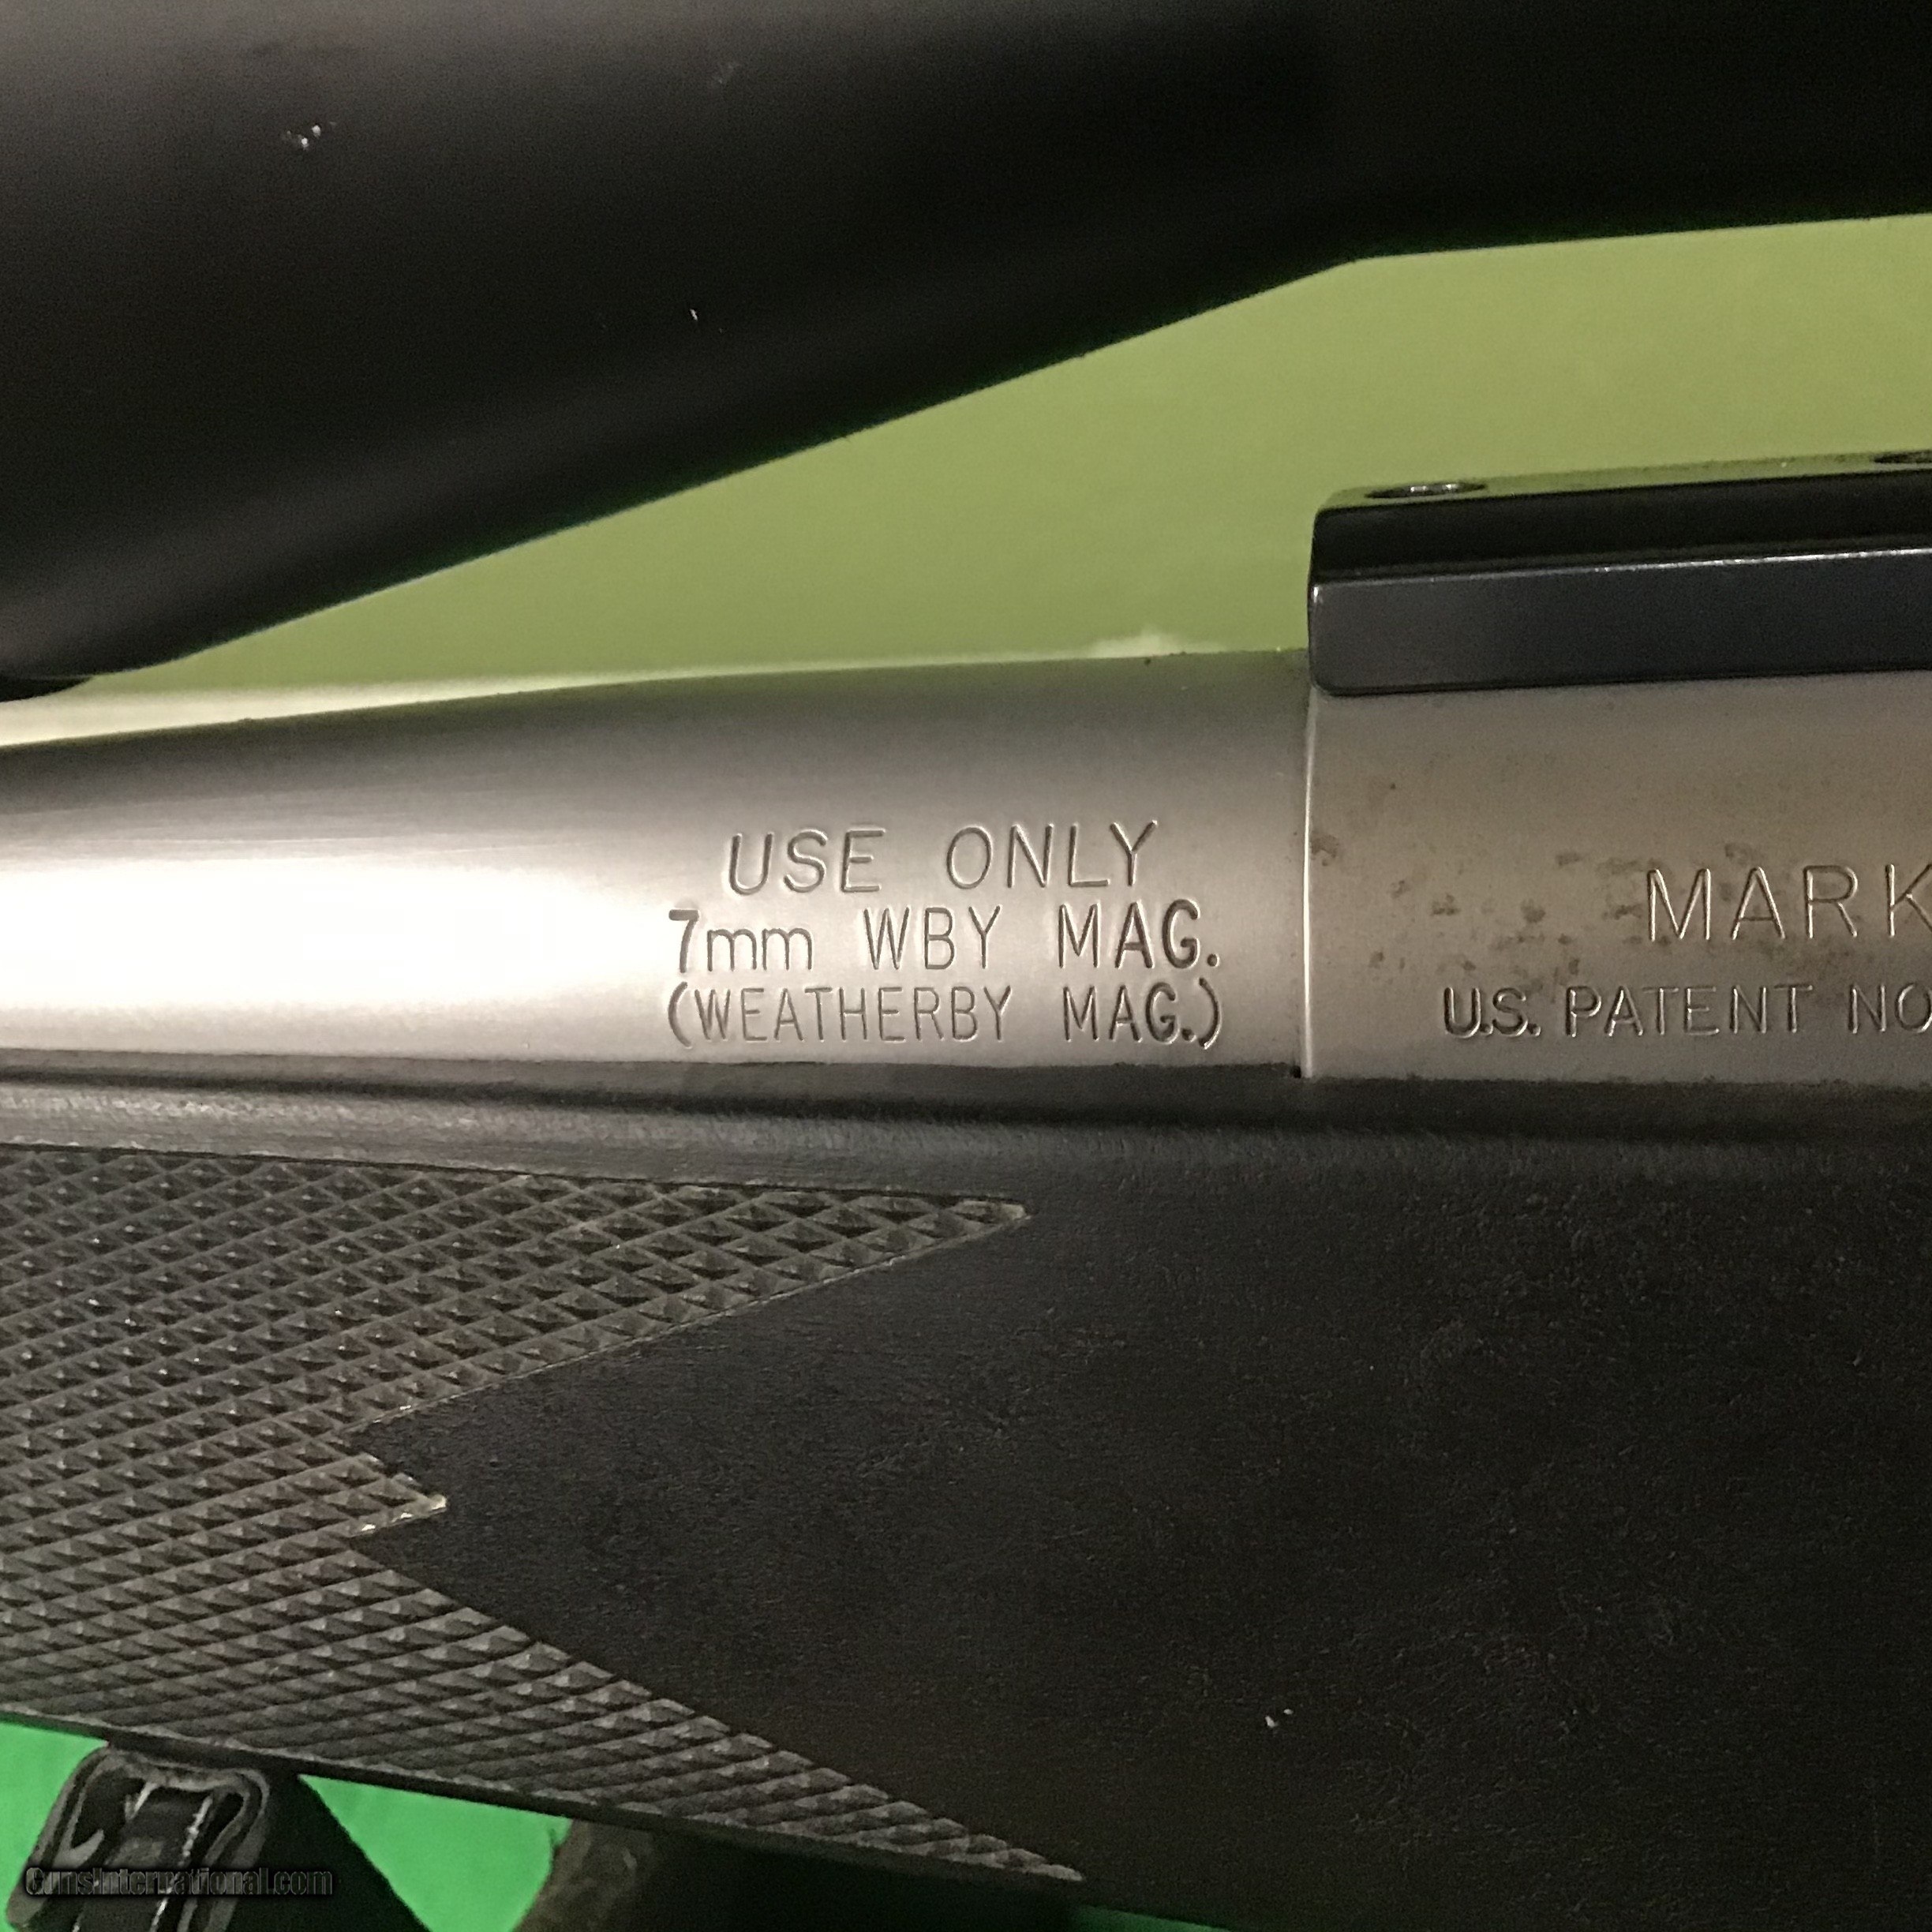 USE ONLY
7mm WBY MAG.
(WEATHERBY MAG.)
MARK
U.S. PATENT NO
GunsInternational.com